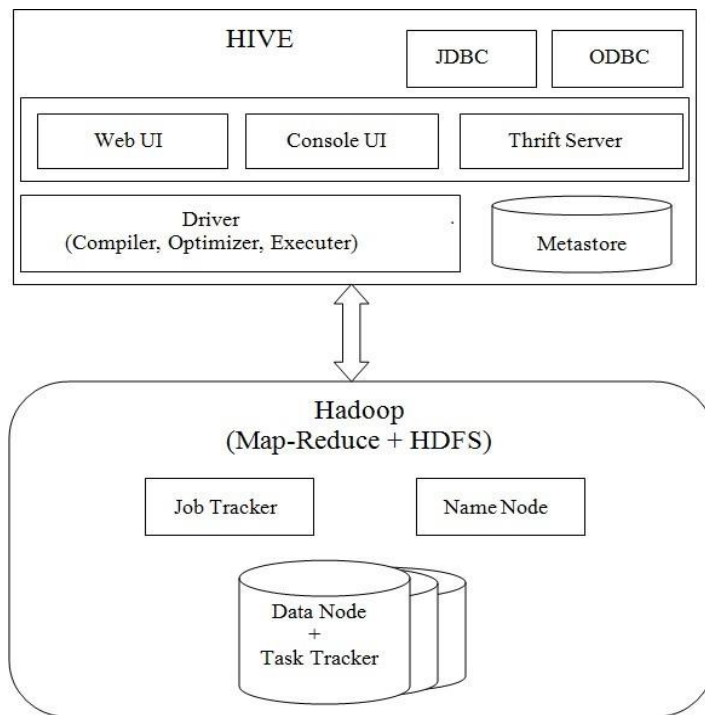 HIVE
JDBC
ODBC
Web UI
Console UI
Thrift Server
Driver
(Compiler, Optimizer, Executer)
Metastore
Hadoop
(Map-Reduce + HDFS)
Job Tracker
Name Node
Data Node
+
Task Tracker